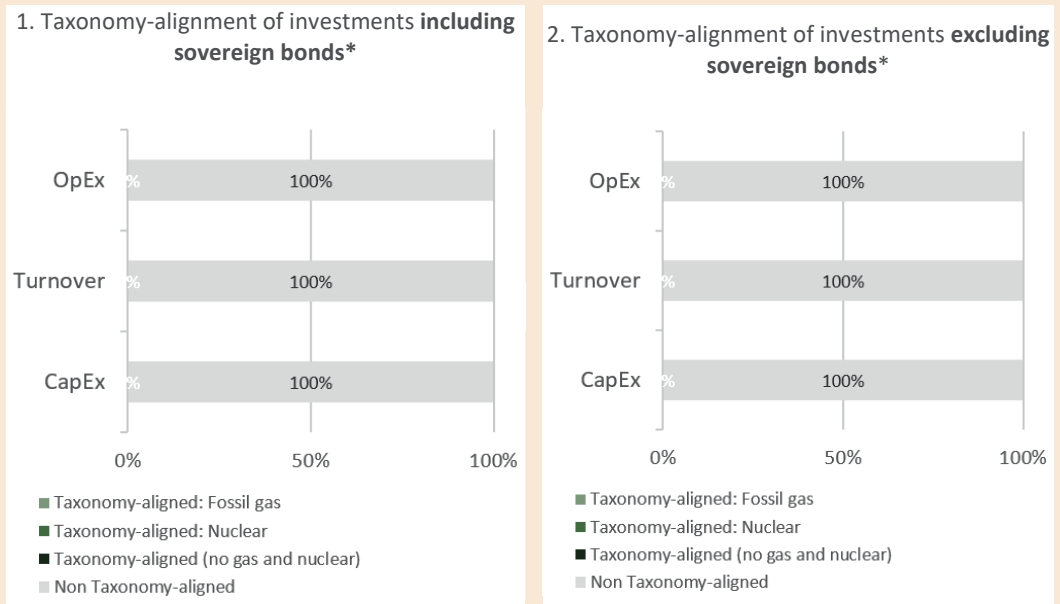 1. Taxonomy-alignment of investments including
sovereign bonds*
OpEx
%
100%
Turnover
%
100%
CapEx
%
100%
0%
50%
100%
Taxonomy-aligned: Fossil gas
Taxonomy-aligned: Nuclear
Taxonomy-aligned (no gas and nuclear)
Non Taxonomy-aligned
2. Taxonomy-alignment of investments excluding
sovereign bonds*
OpEx
%
100%
Turnover
%
100%
CapEx
%
100%
0%
50%
100%
Taxonomy-aligned: Fossil gas
Taxonomy-aligned: Nuclear
Taxonomy-aligned (no gas and nuclear)
Non Taxonomy-aligned